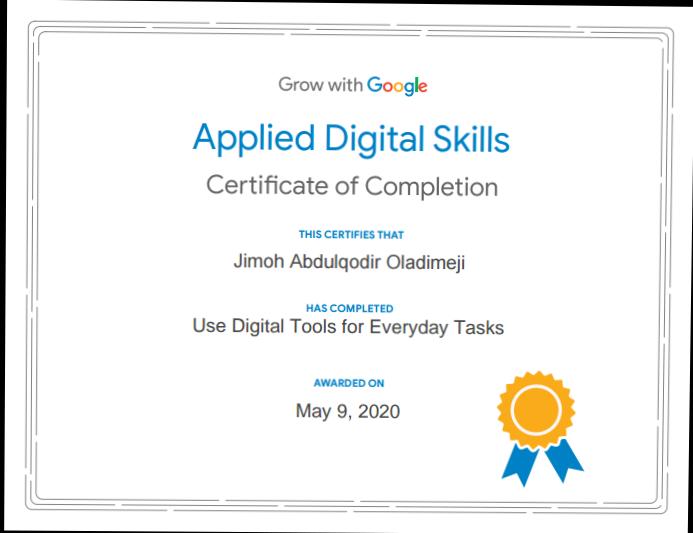 Grow with Google
Applied Digital Skills
Certificate of Completion
THIS CERTIFIES THAT
Jimoh Abdulqodir Oladimeji
HAS COMPLETED
Use Digital Tools for Everyday Tasks
AWARDED ON
May 9, 2020